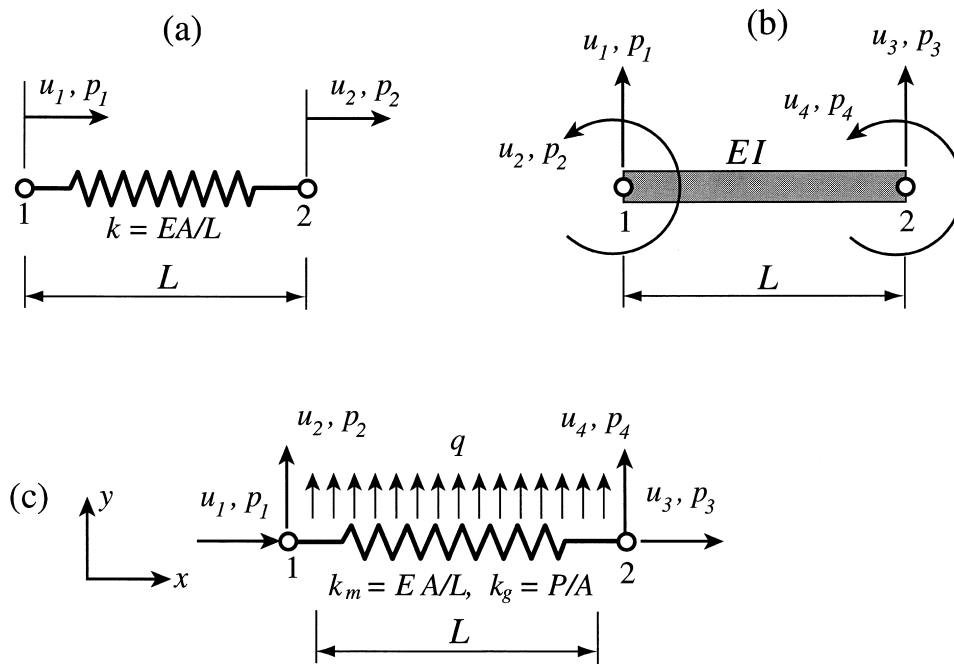 (a)
u1, p1
u2, p2
1
2
k = EA/L
L
(b)
u1, p1
u3, p3
u2, p2
u4, p4
EI
1
2
L
(c)
y
x
u2, p2
q
u4, p4
u1, p1
u3, p3
1
2
km = E A/L, kg = P/A
L